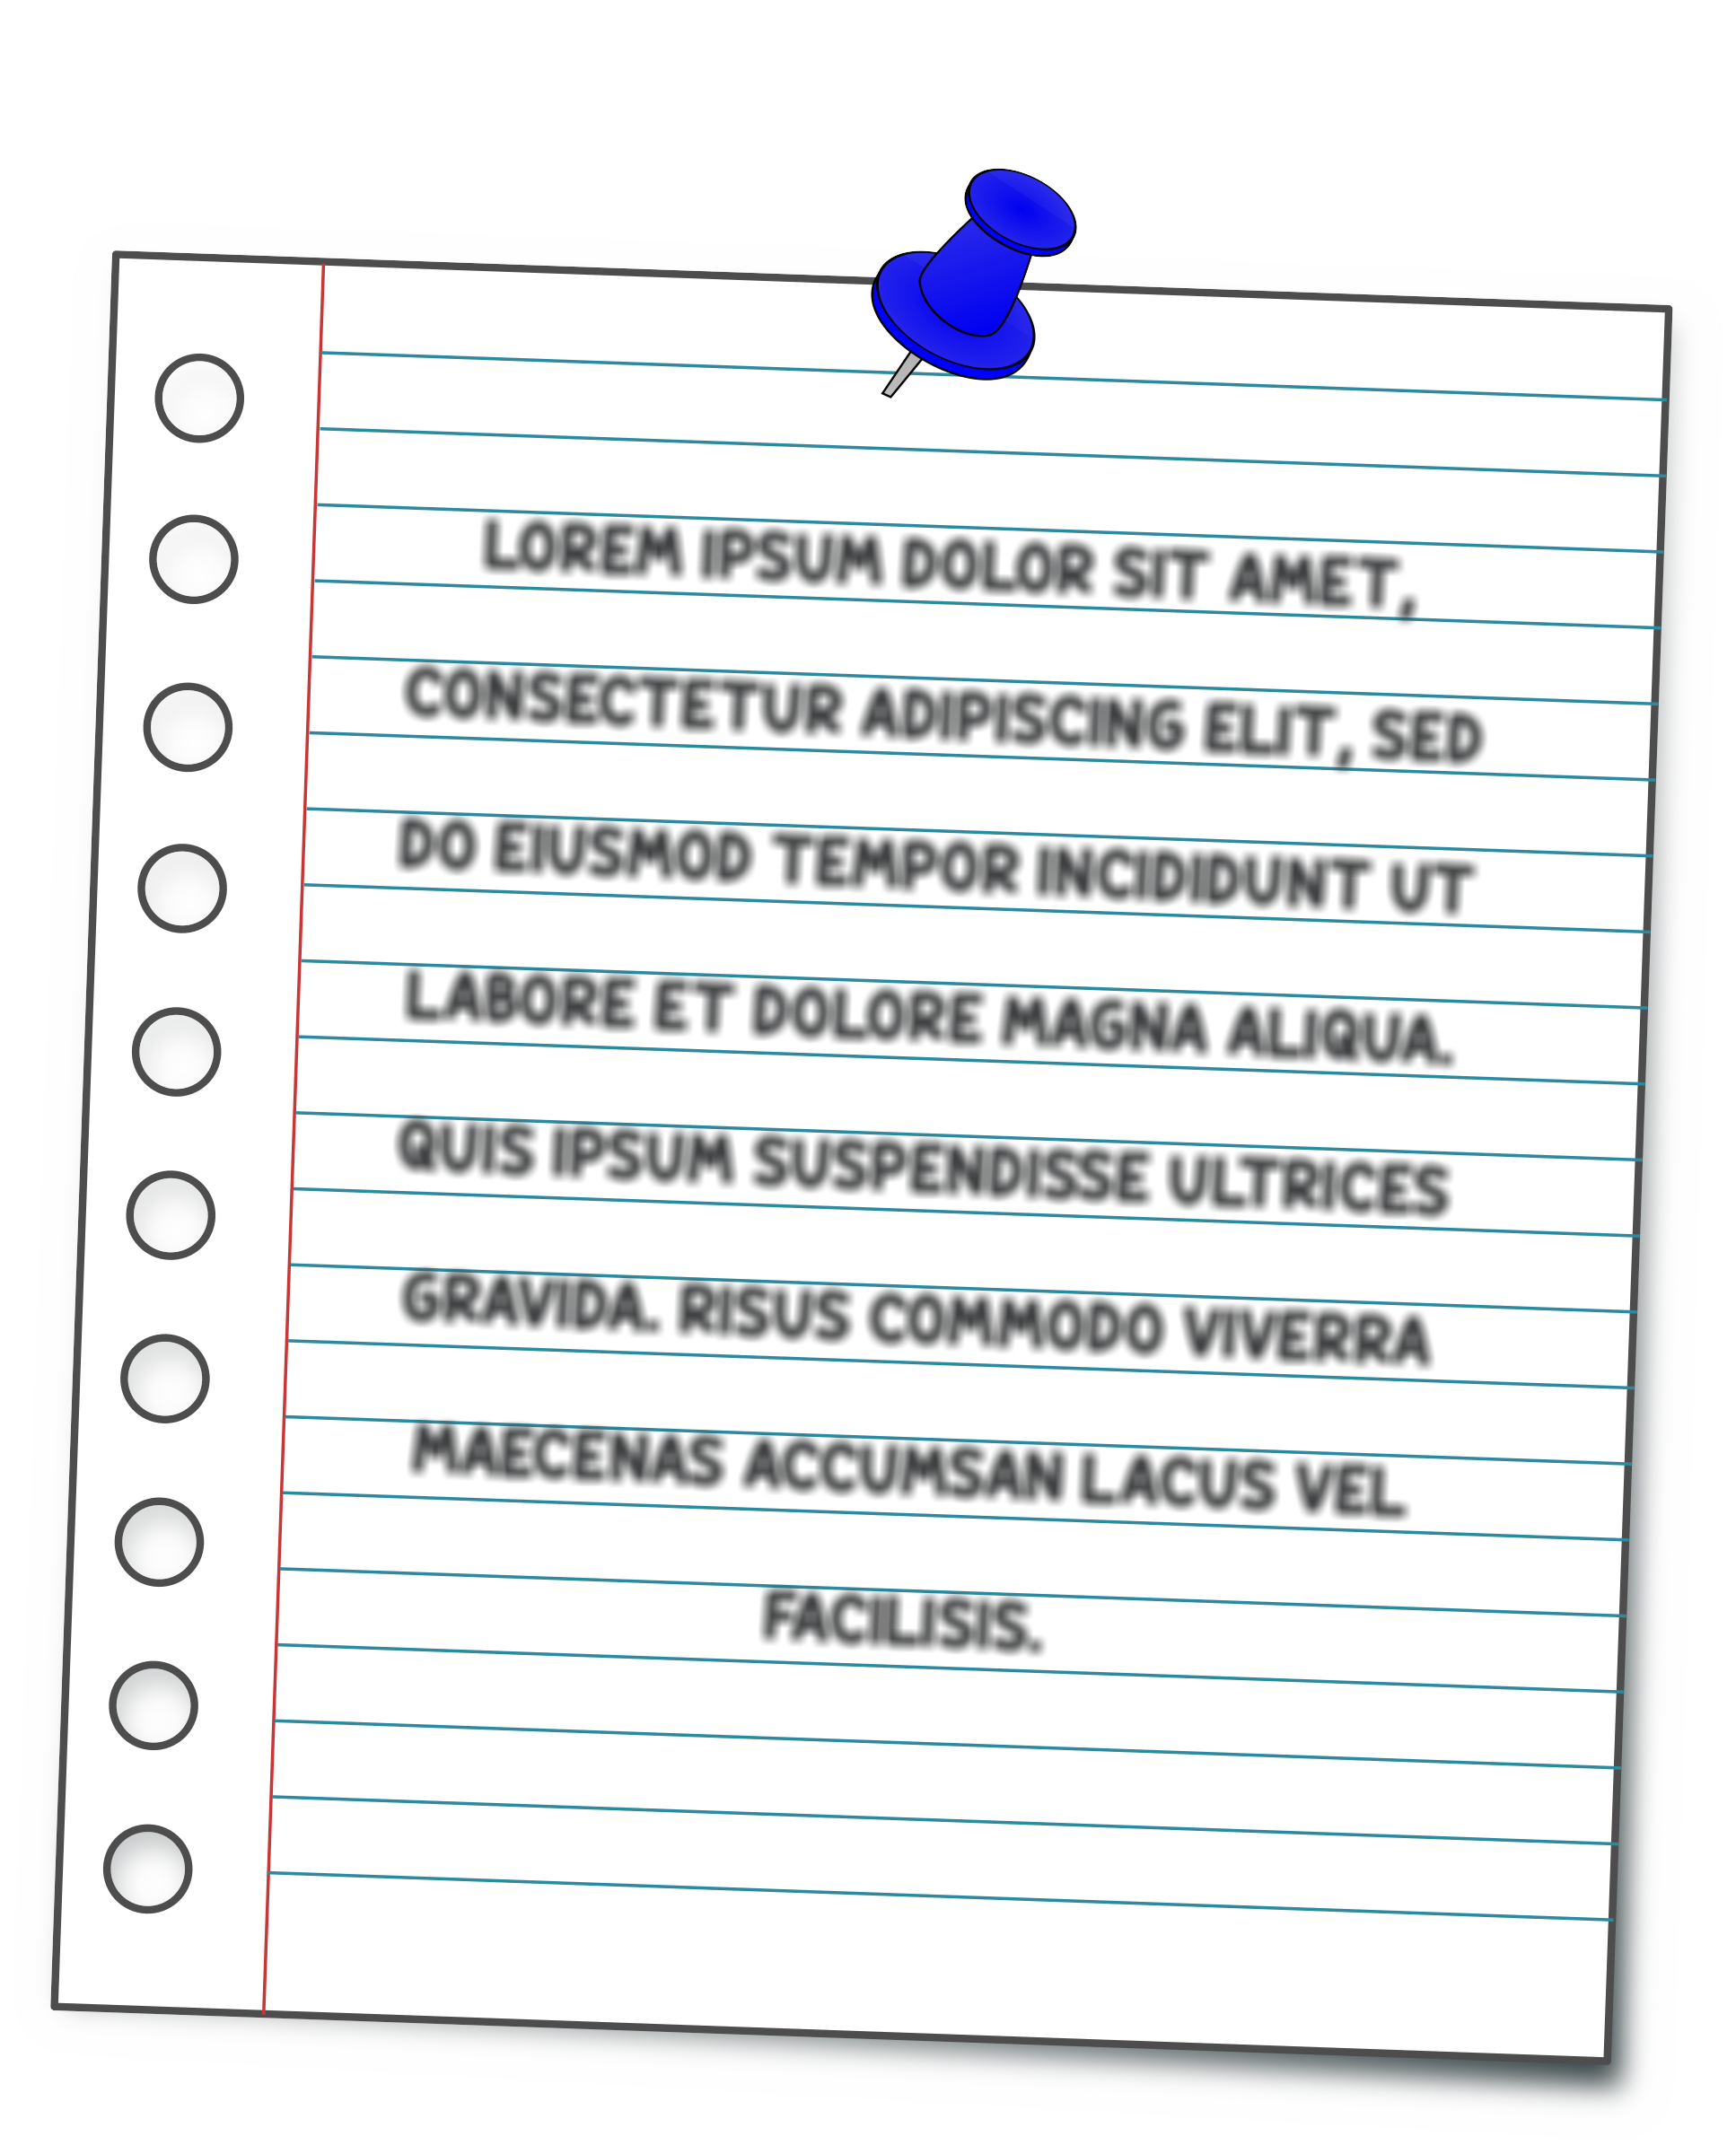 LOREM IPSUM DOLOR SIT AMET,
CONSECTETUR ADIPISCING ELIT, SED
DO EIUSMOD TEMPOR INCIDIDUNT UT
LABORE ET DOLORE MAGNA ALIQUA.
QUIS IPSUM SUSPENDISSE ULTRICES
GRAVIDA. RISUS COMMODO VIVERRA
MAECENAS ACCUMSAN LACUS VEL
FACILISIS.